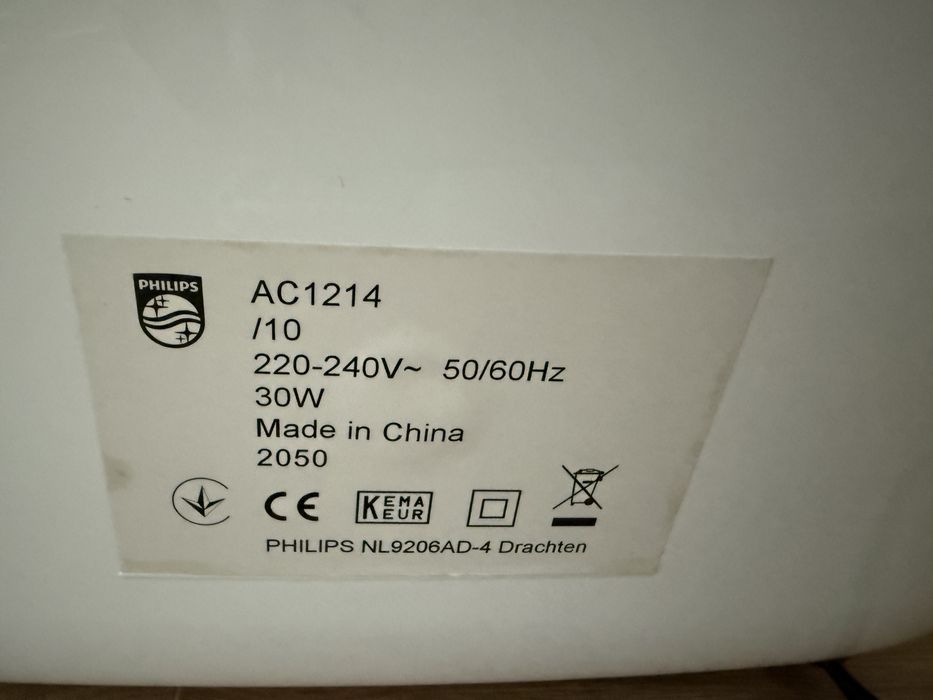 PHILIPS
AC1214
/10
220-240V~ 50/60Hz
30W
Made in China
2050
CE
KEMA
EUR
PHILIPS NL9206AD-4 Drachten